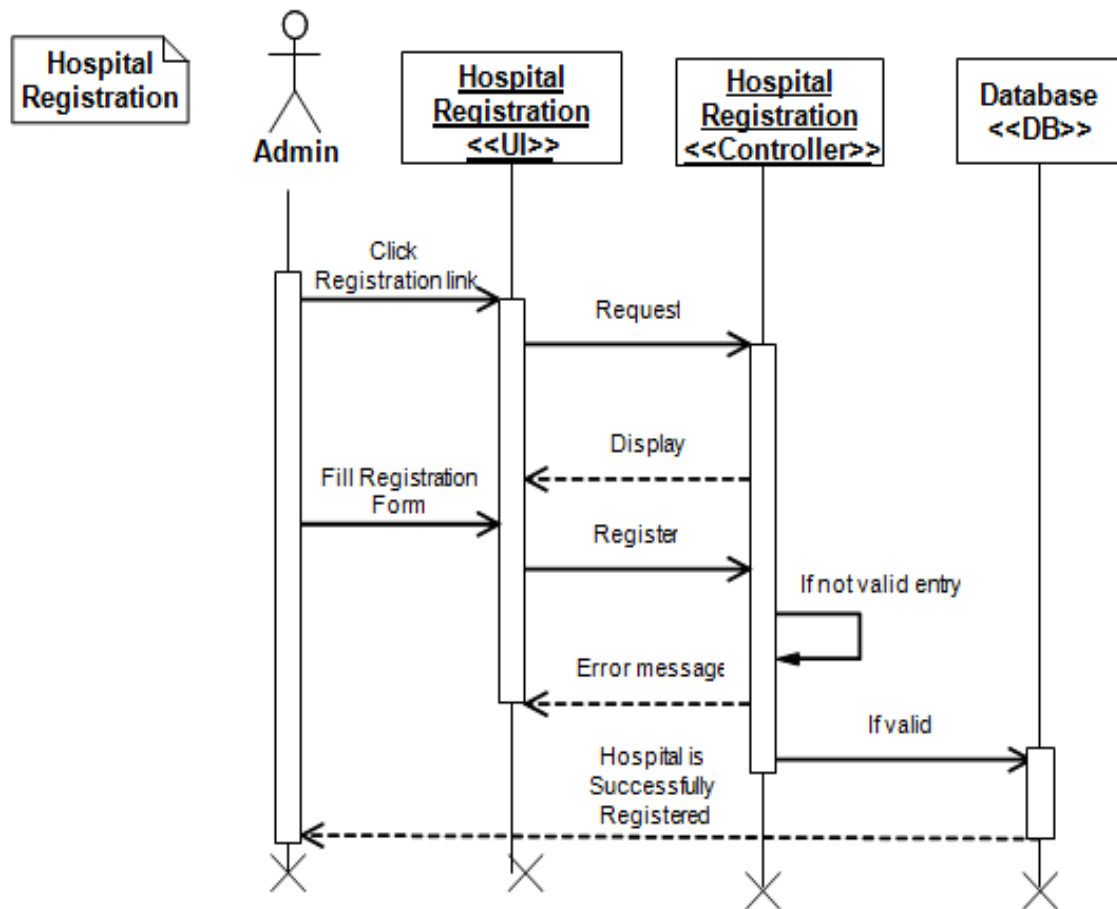 Hospital
Registration
Admin
Hospital
Registration
<<UI>>
Hospital
Registration
<<Controller>>
Database
<<DB>>
Click
Registration link
Request
Display
Fill Registration
Form
Register
If not valid entry
Error message
If valid
Hospital is
Successfully
Registered